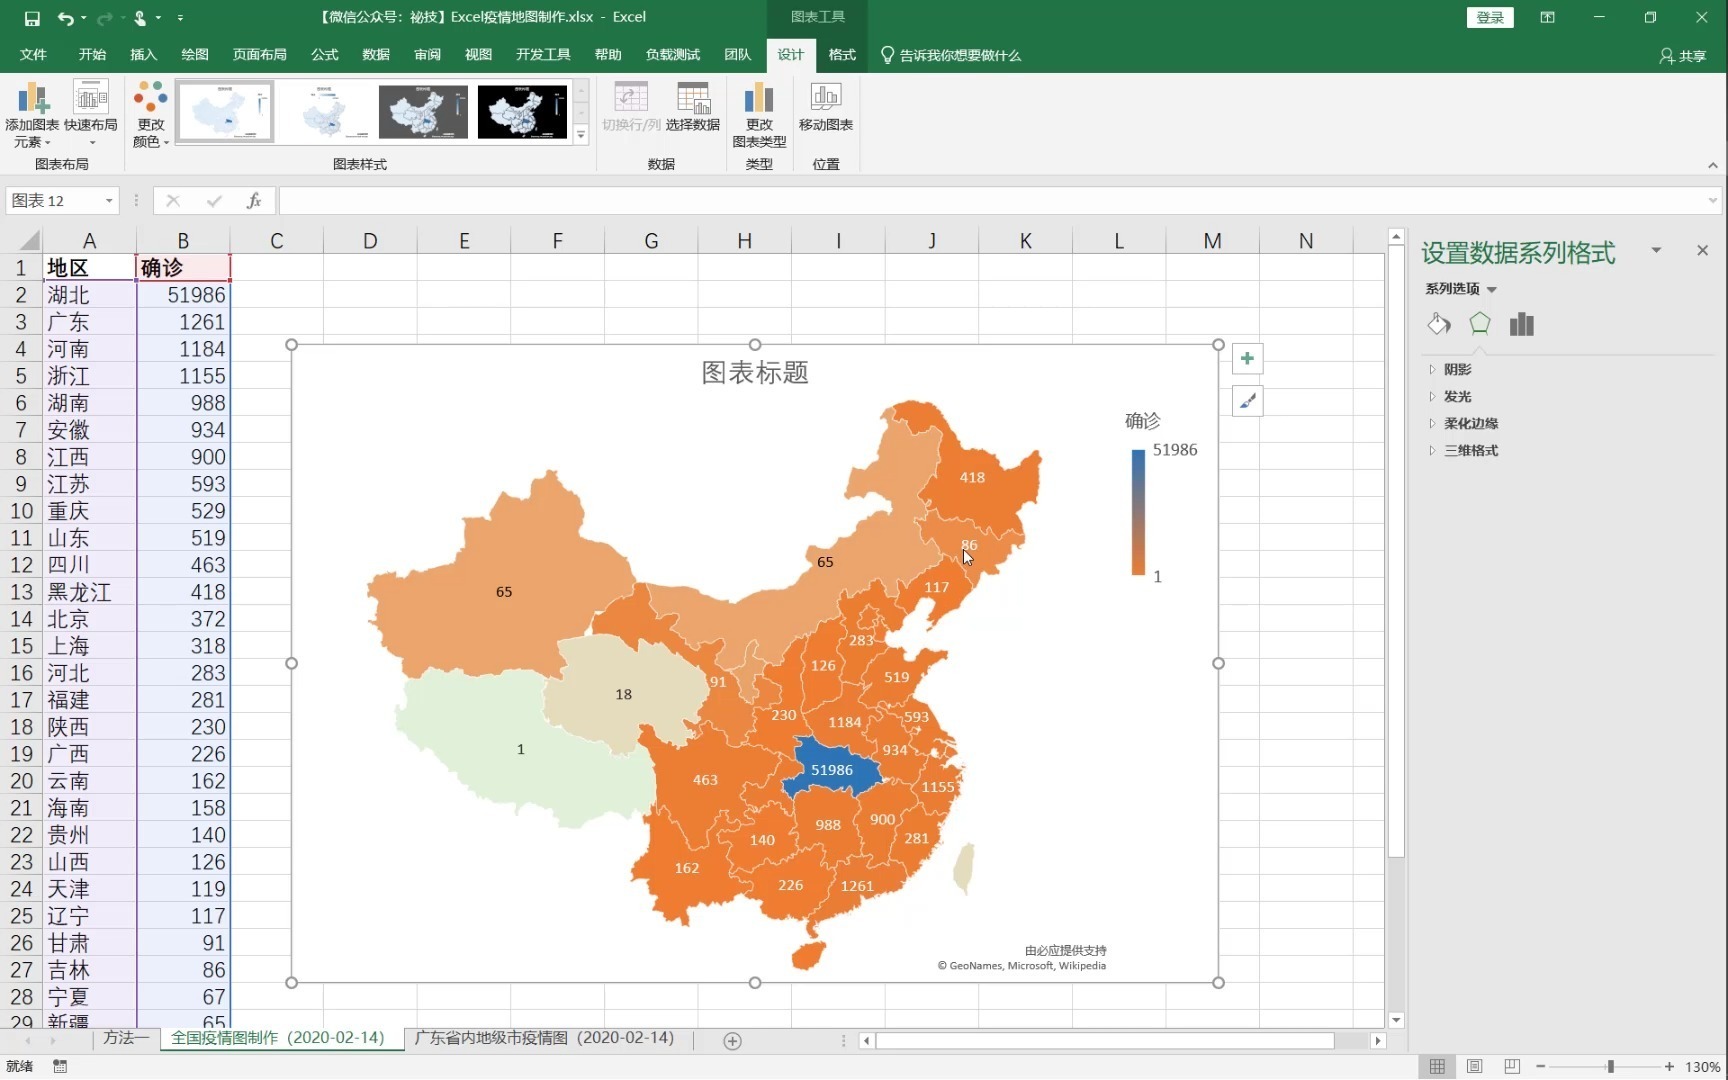 【微信公众号：祕技】Excel疫情地图制作.xlsx - Excel
图表工具
登录
文件 开始 插入 绘图 页面布局 公式 数据 审阅 视图 开发工具 帮助 负载测试 团队 设计 格式 告诉我你想要做什么 共享
添加图表元素
快速布局
更改颜色
切换行/列
选择数据
更改图表类型
移动图表
图表布局 图表样式 数据 类型 位置
图表 12
fx
A B C D E F G H I J K L M N
1 地区 确诊
2 湖北 51986
3 广东 1261
4 河南 1184
5 浙江 1155
6 湖南 988
7 安徽 934
8 江西 900
9 江苏 593
10 重庆 529
11 山东 519
12 四川 463
13 黑龙江 418
14 北京 372
15 上海 318
16 河北 283
17 福建 281
18 陕西 230
19 广西 226
20 云南 162
21 海南 158
22 贵州 140
23 山西 126
24 天津 119
25 辽宁 117
26 甘肃 91
27 吉林 86
28 宁夏 67
29 新疆 65
图表标题
确诊
51986
1
418
86
65
117
65
283
126
519
91
18
230
1184
593
1
934
51986
463
1155
988
900
140
281
162
226
1261
由必应提供支持
© GeoNames, Microsoft, Wikipedia
设置数据系列格式
系列选项
阴影
发光
柔化边缘
三维格式
方法一 全国疫情图制作（2020-02-14） 广东省内地级市疫情图（2020-02-14）
就绪
130%